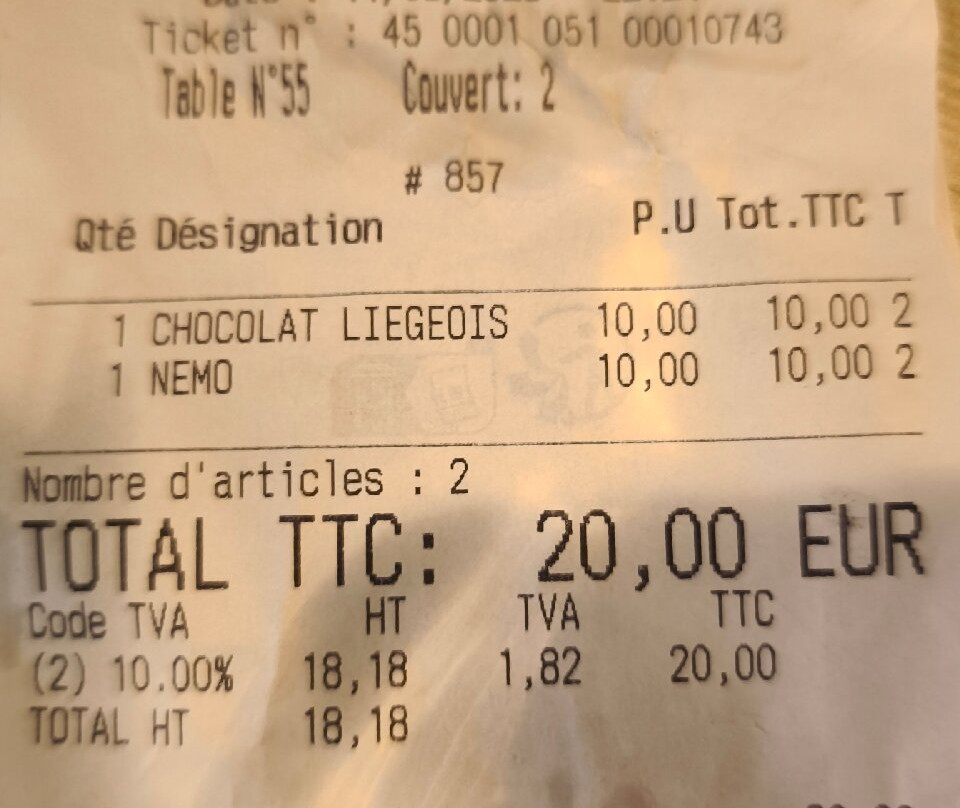 Ticket n° : 45 0001 051 00010743
Table N°55 Couvert: 2
# 857
Qté Désignation P.U Tot.TTC T
1 CHOCOLAT LIEGEOIS 10,00 10,00 2
1 NEMO 10,00 10,00 2
Nombre d'articles : 2
TOTAL TTC: 20,00 EUR
Code TVA HT TVA TTC
(2) 10.00% 18,18 1,82 20,00
TOTAL HT 18,18